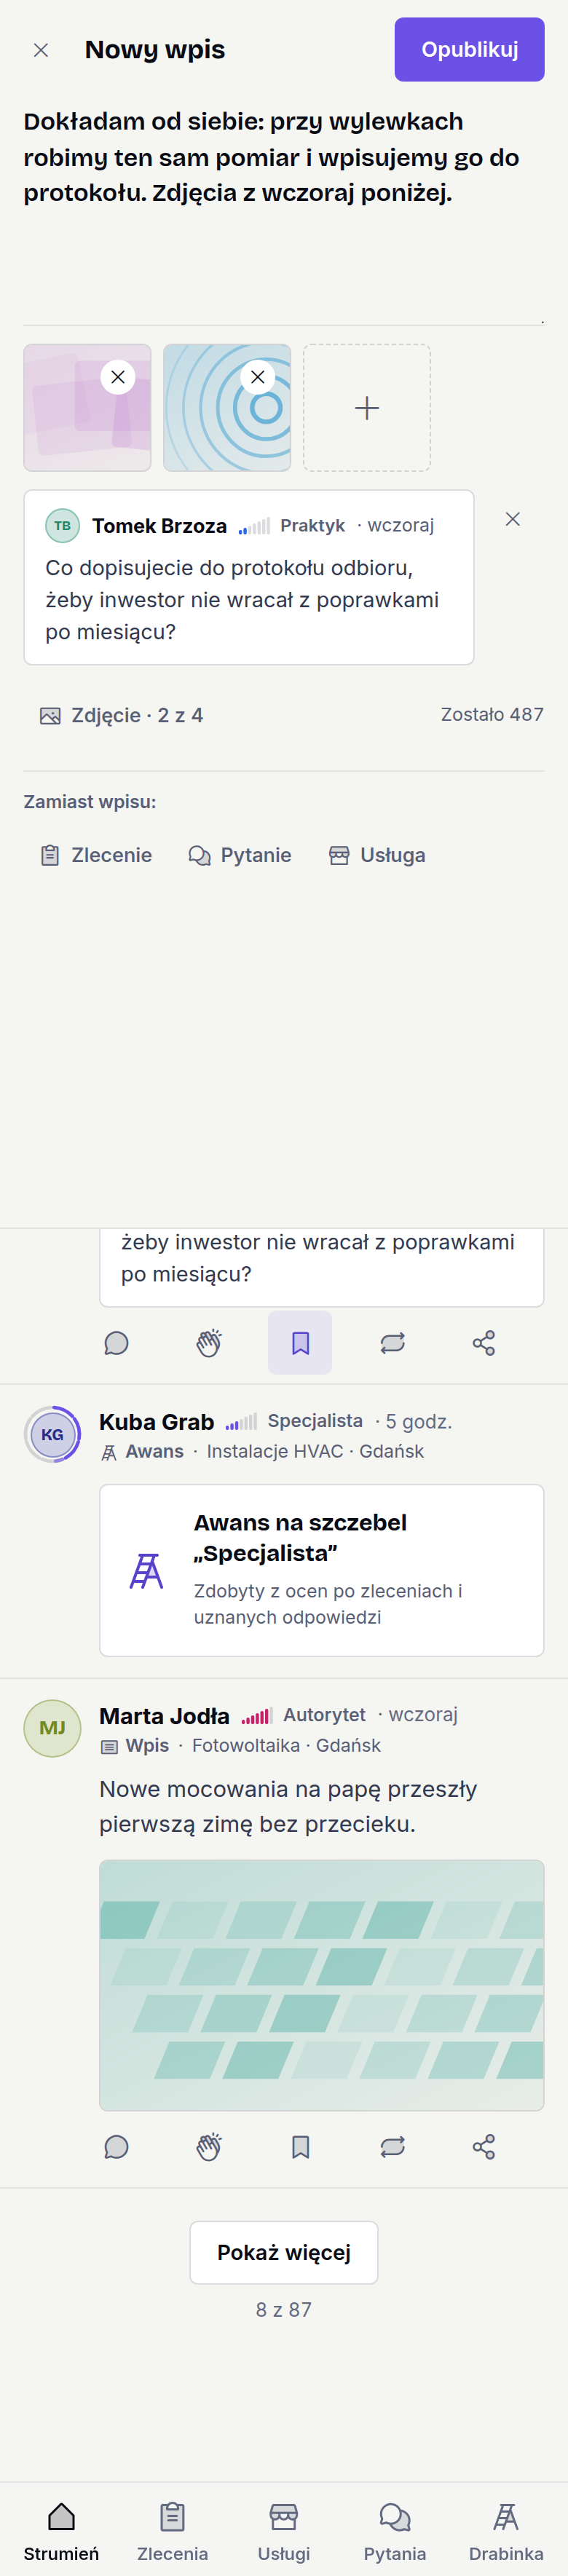 Nowy wpis
Opublikuj
Dokładam od siebie: przy wylewkach
robimy ten sam pomiar i wpisujemy go do
protokołu. Zdjęcia z wczoraj poniżej.
TB
Tomek Brzoza Praktyk · wczoraj
Co dopisujecie do protokołu odbioru,
żeby inwestor nie wracał z poprawkami
po miesiącu?
Zdjęcie · 2 z 4
Zostało 487
Zamiast wpisu:
Zlecenie
Pytanie
Usługa
żeby inwestor nie wracał z poprawkami
po miesiącu?
KG
Kuba Grab Specjalista · 5 godz.
Awans · Instalacje HVAC · Gdańsk
Awans na szczebel
„Specjalista”
Zdobyty z ocen po zleceniach i
uznanych odpowiedzi
MJ
Marta Jodła Autorytet · wczoraj
Wpis · Fotowoltaika · Gdańsk
Nowe mocowania na papę przeszły
pierwszą zimę bez przecieku.
Pokaż więcej
8 z 87
Strumień
Zlecenia
Usługi
Pytania
Drabinka